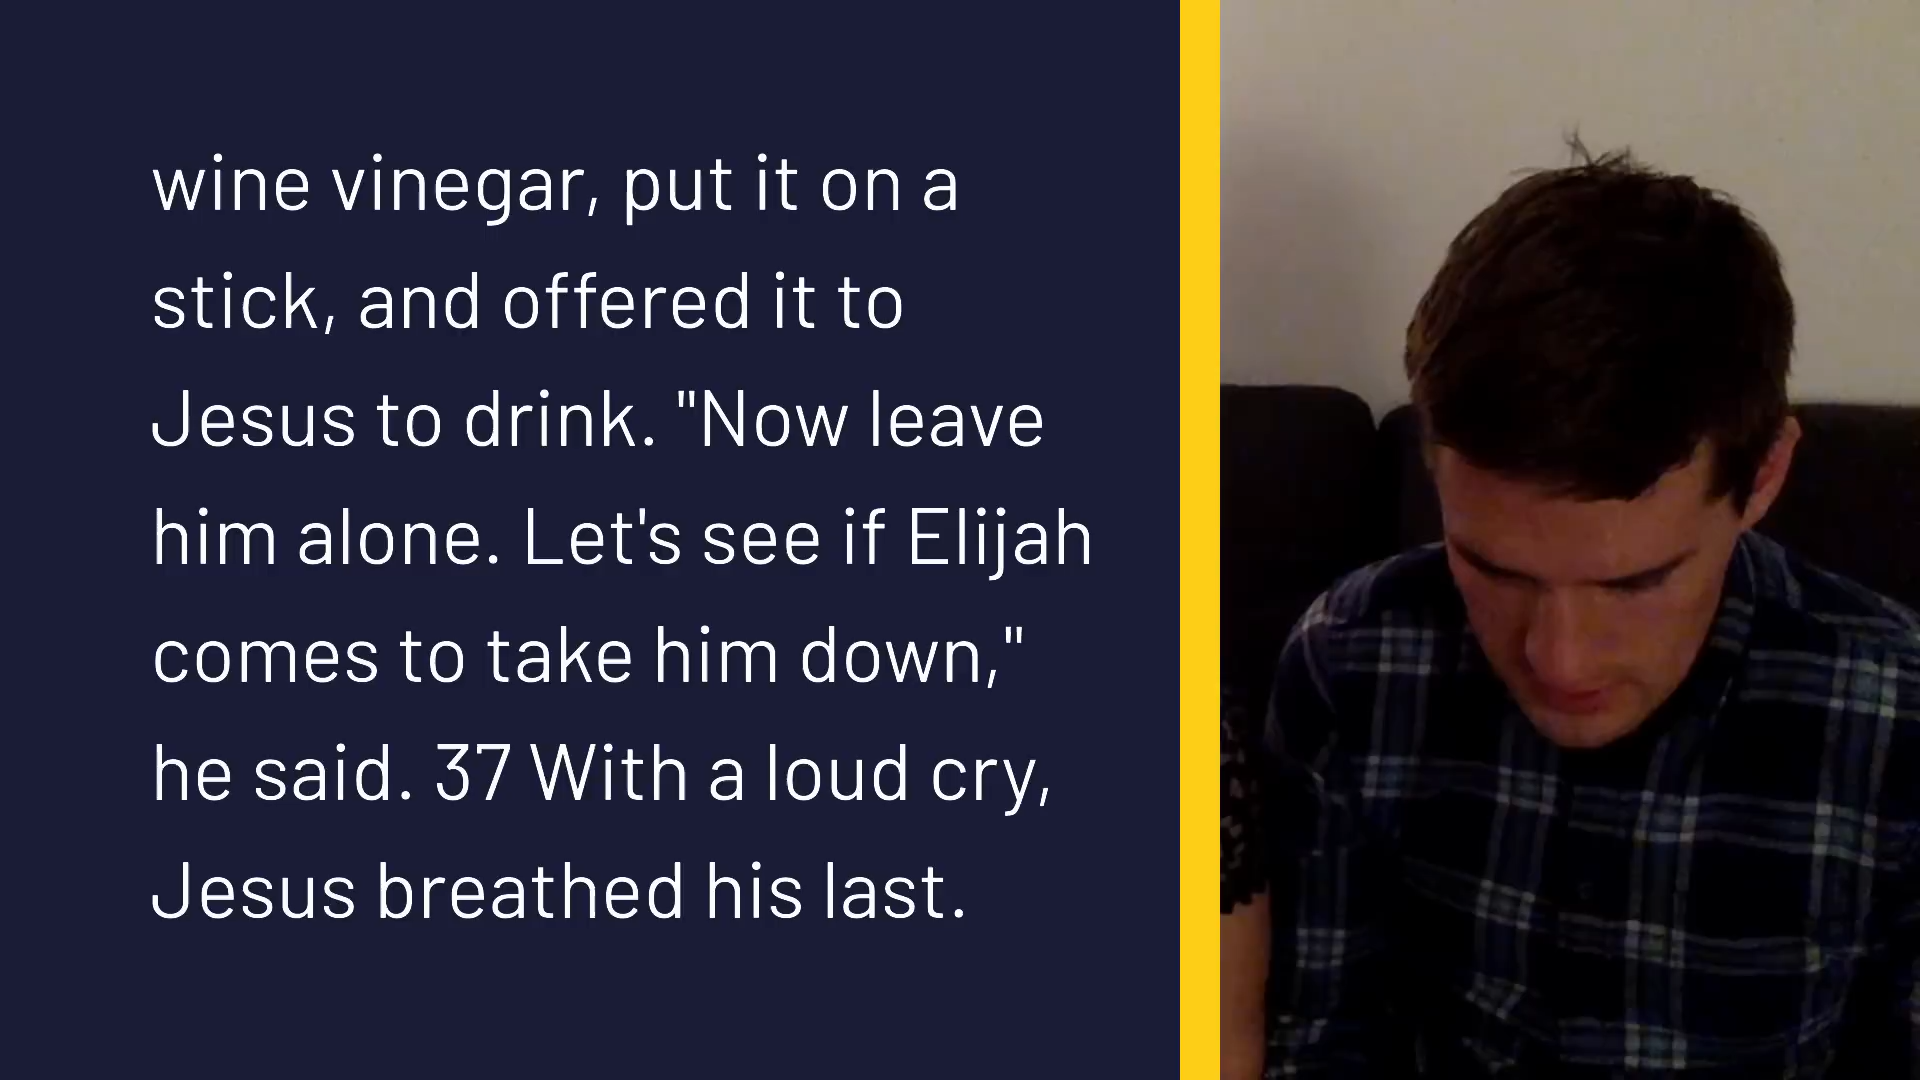 wine vinegar, put it on a
stick, and offered it to
Jesus to drink. "Now leave
him alone. Let's see if Elijah
comes to take him down,"
he said. 37 With a loud cry,
Jesus breathed his last.